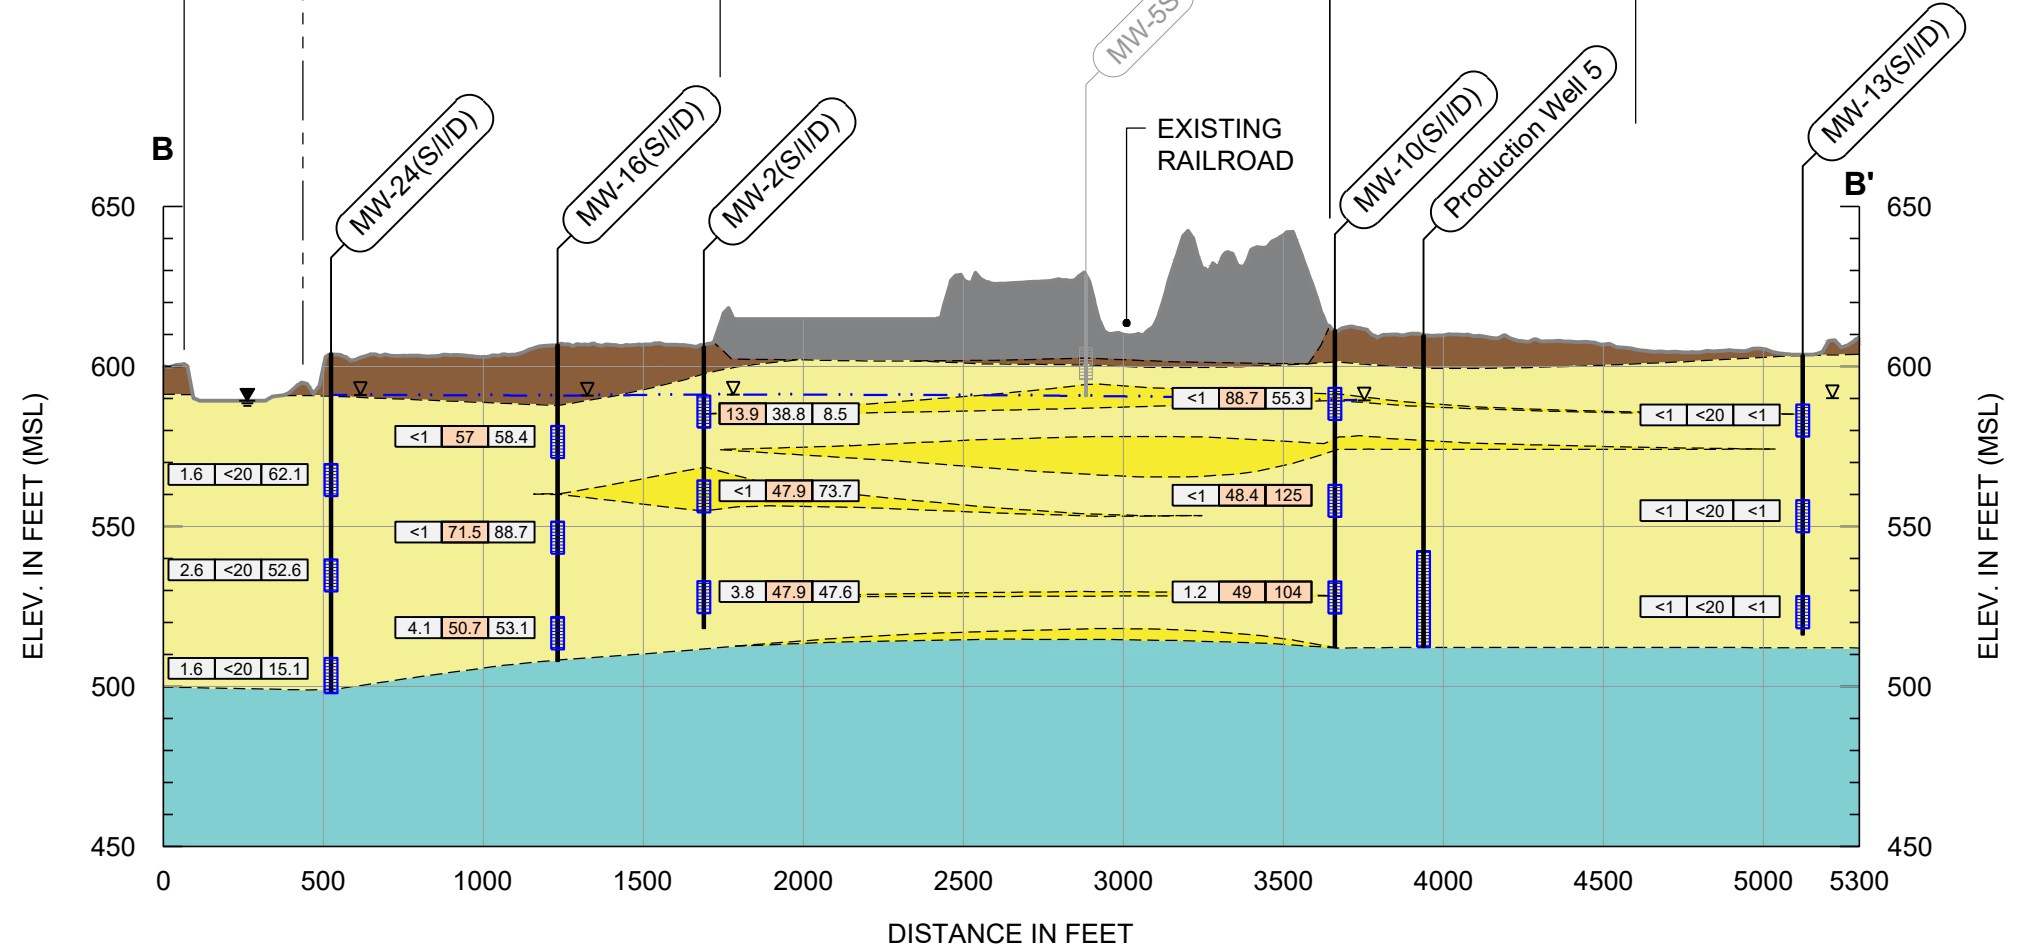 MW-5S
EXISTING
RAILROAD
B
B'
MW-24(S/I/D)
MW-16(S/I/D)
MW-2(S/I/D)
MW-10(S/I/D)
Production Well 5
MW-13(S/I/D)
650
600
550
500
450
ELEV. IN FEET (MSL)
1.6 <20 62.1
2.6 <20 52.6
1.6 <20 15.1
<1 57 58.4
<1 71.5 88.7
4.1 50.7 53.1
13.9 38.8 8.5
<1 47.9 73.7
3.8 47.9 47.6
<1 88.7 55.3
<1 48.4 125
1.2 49 104
<1 <20 <1
<1 <20 <1
<1 <20 <1
650
600
550
500
450
ELEV. IN FEET (MSL)
0 500 1000 1500 2000 2500 3000 3500 4000 4500 5000 5300
DISTANCE IN FEET